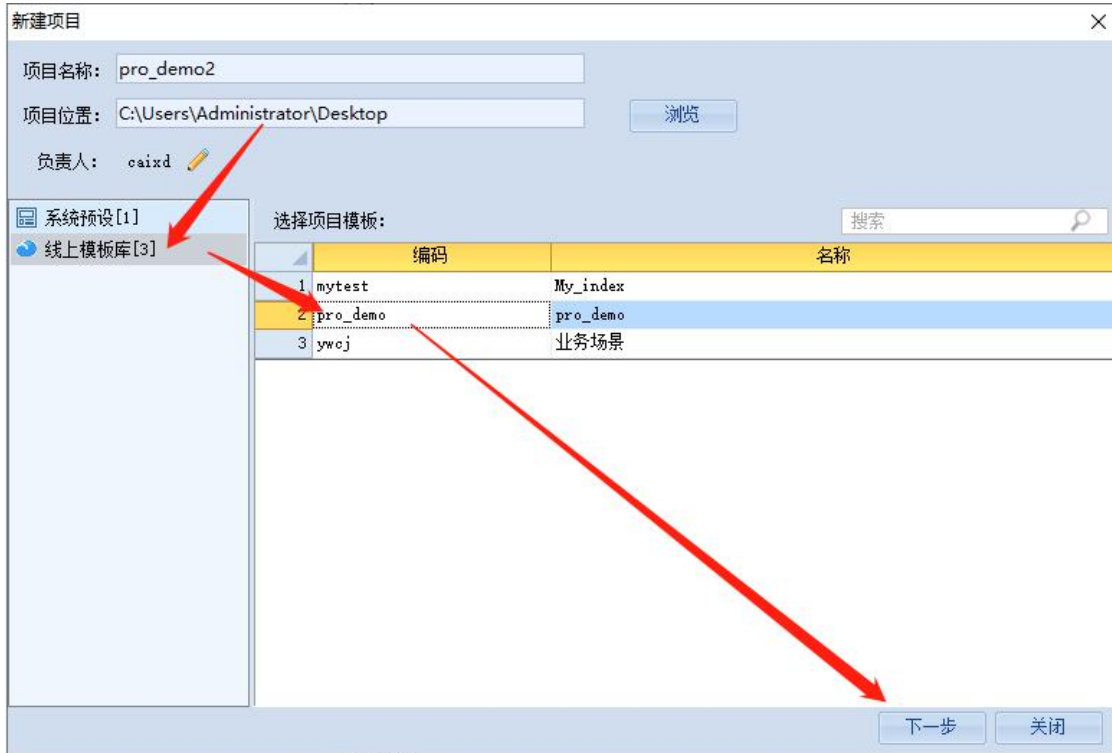 新建项目
项目名称: pro_demo2
项目位置: C:\Users\Administrator\Desktop 浏览
负责人: caixd
系统预设[1]
线上模板库[3]
选择项目模板: 搜索
编码 名称
1 mytest My_index
2 pro_demo pro_demo
3 ywcj 业务场景
下一步 关闭